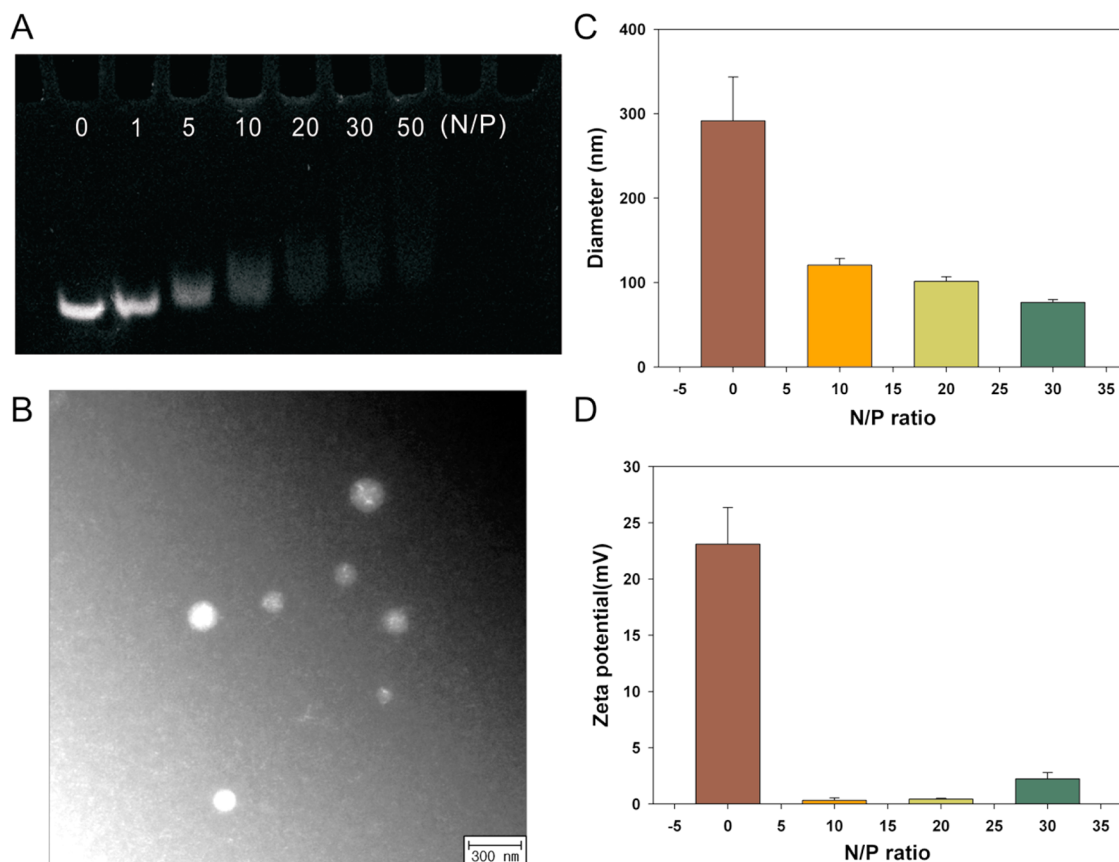 A
0 1 5 10 20 30 50 (N/P)
B
300 nm
C
Diameter (nm)
400
300
200
100
0
-5 0 5 10 15 20 25 30 35
N/P ratio
D
Zeta potential(mV)
30
25
20
15
10
5
0
-5 0 5 10 15 20 25 30 35
N/P ratio